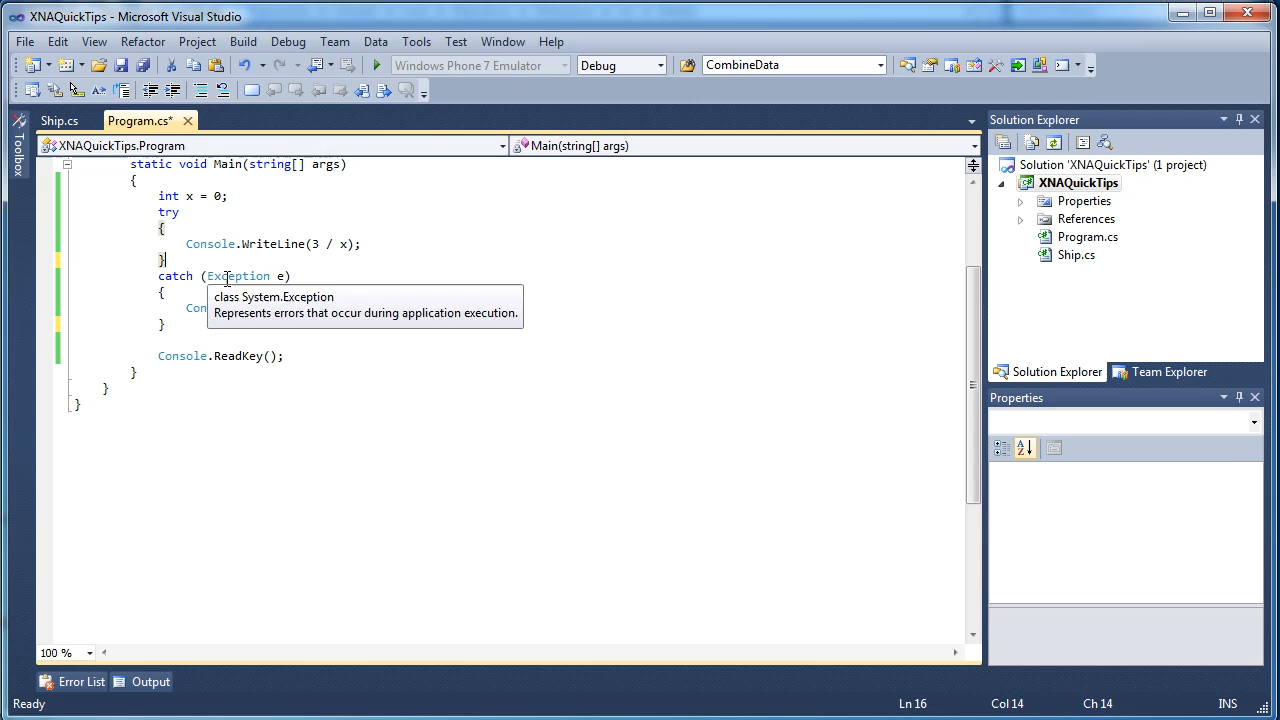 XNAQuickTips - Microsoft Visual Studio
File Edit View Refactor Project Build Debug Team Data Tools Test Window Help
Windows Phone 7 Emulator Debug CombineData
Toolbox
Ship.cs Program.cs*
XNAQuickTips.Program Main(string[] args)
static void Main(string[] args)
{
int x = 0;
try
{
Console.WriteLine(3 / x);
}
catch (Exception e)
{
Con
}
class System.Exception
Represents errors that occur during application execution.
Console.ReadKey();
}
}
}
100 %
Solution Explorer
Solution 'XNAQuickTips' (1 project)
XNAQuickTips
Properties
References
Program.cs
Ship.cs
Solution Explorer Team Explorer
Properties
Error List Output
Ready Ln 16 Col 14 Ch 14 INS